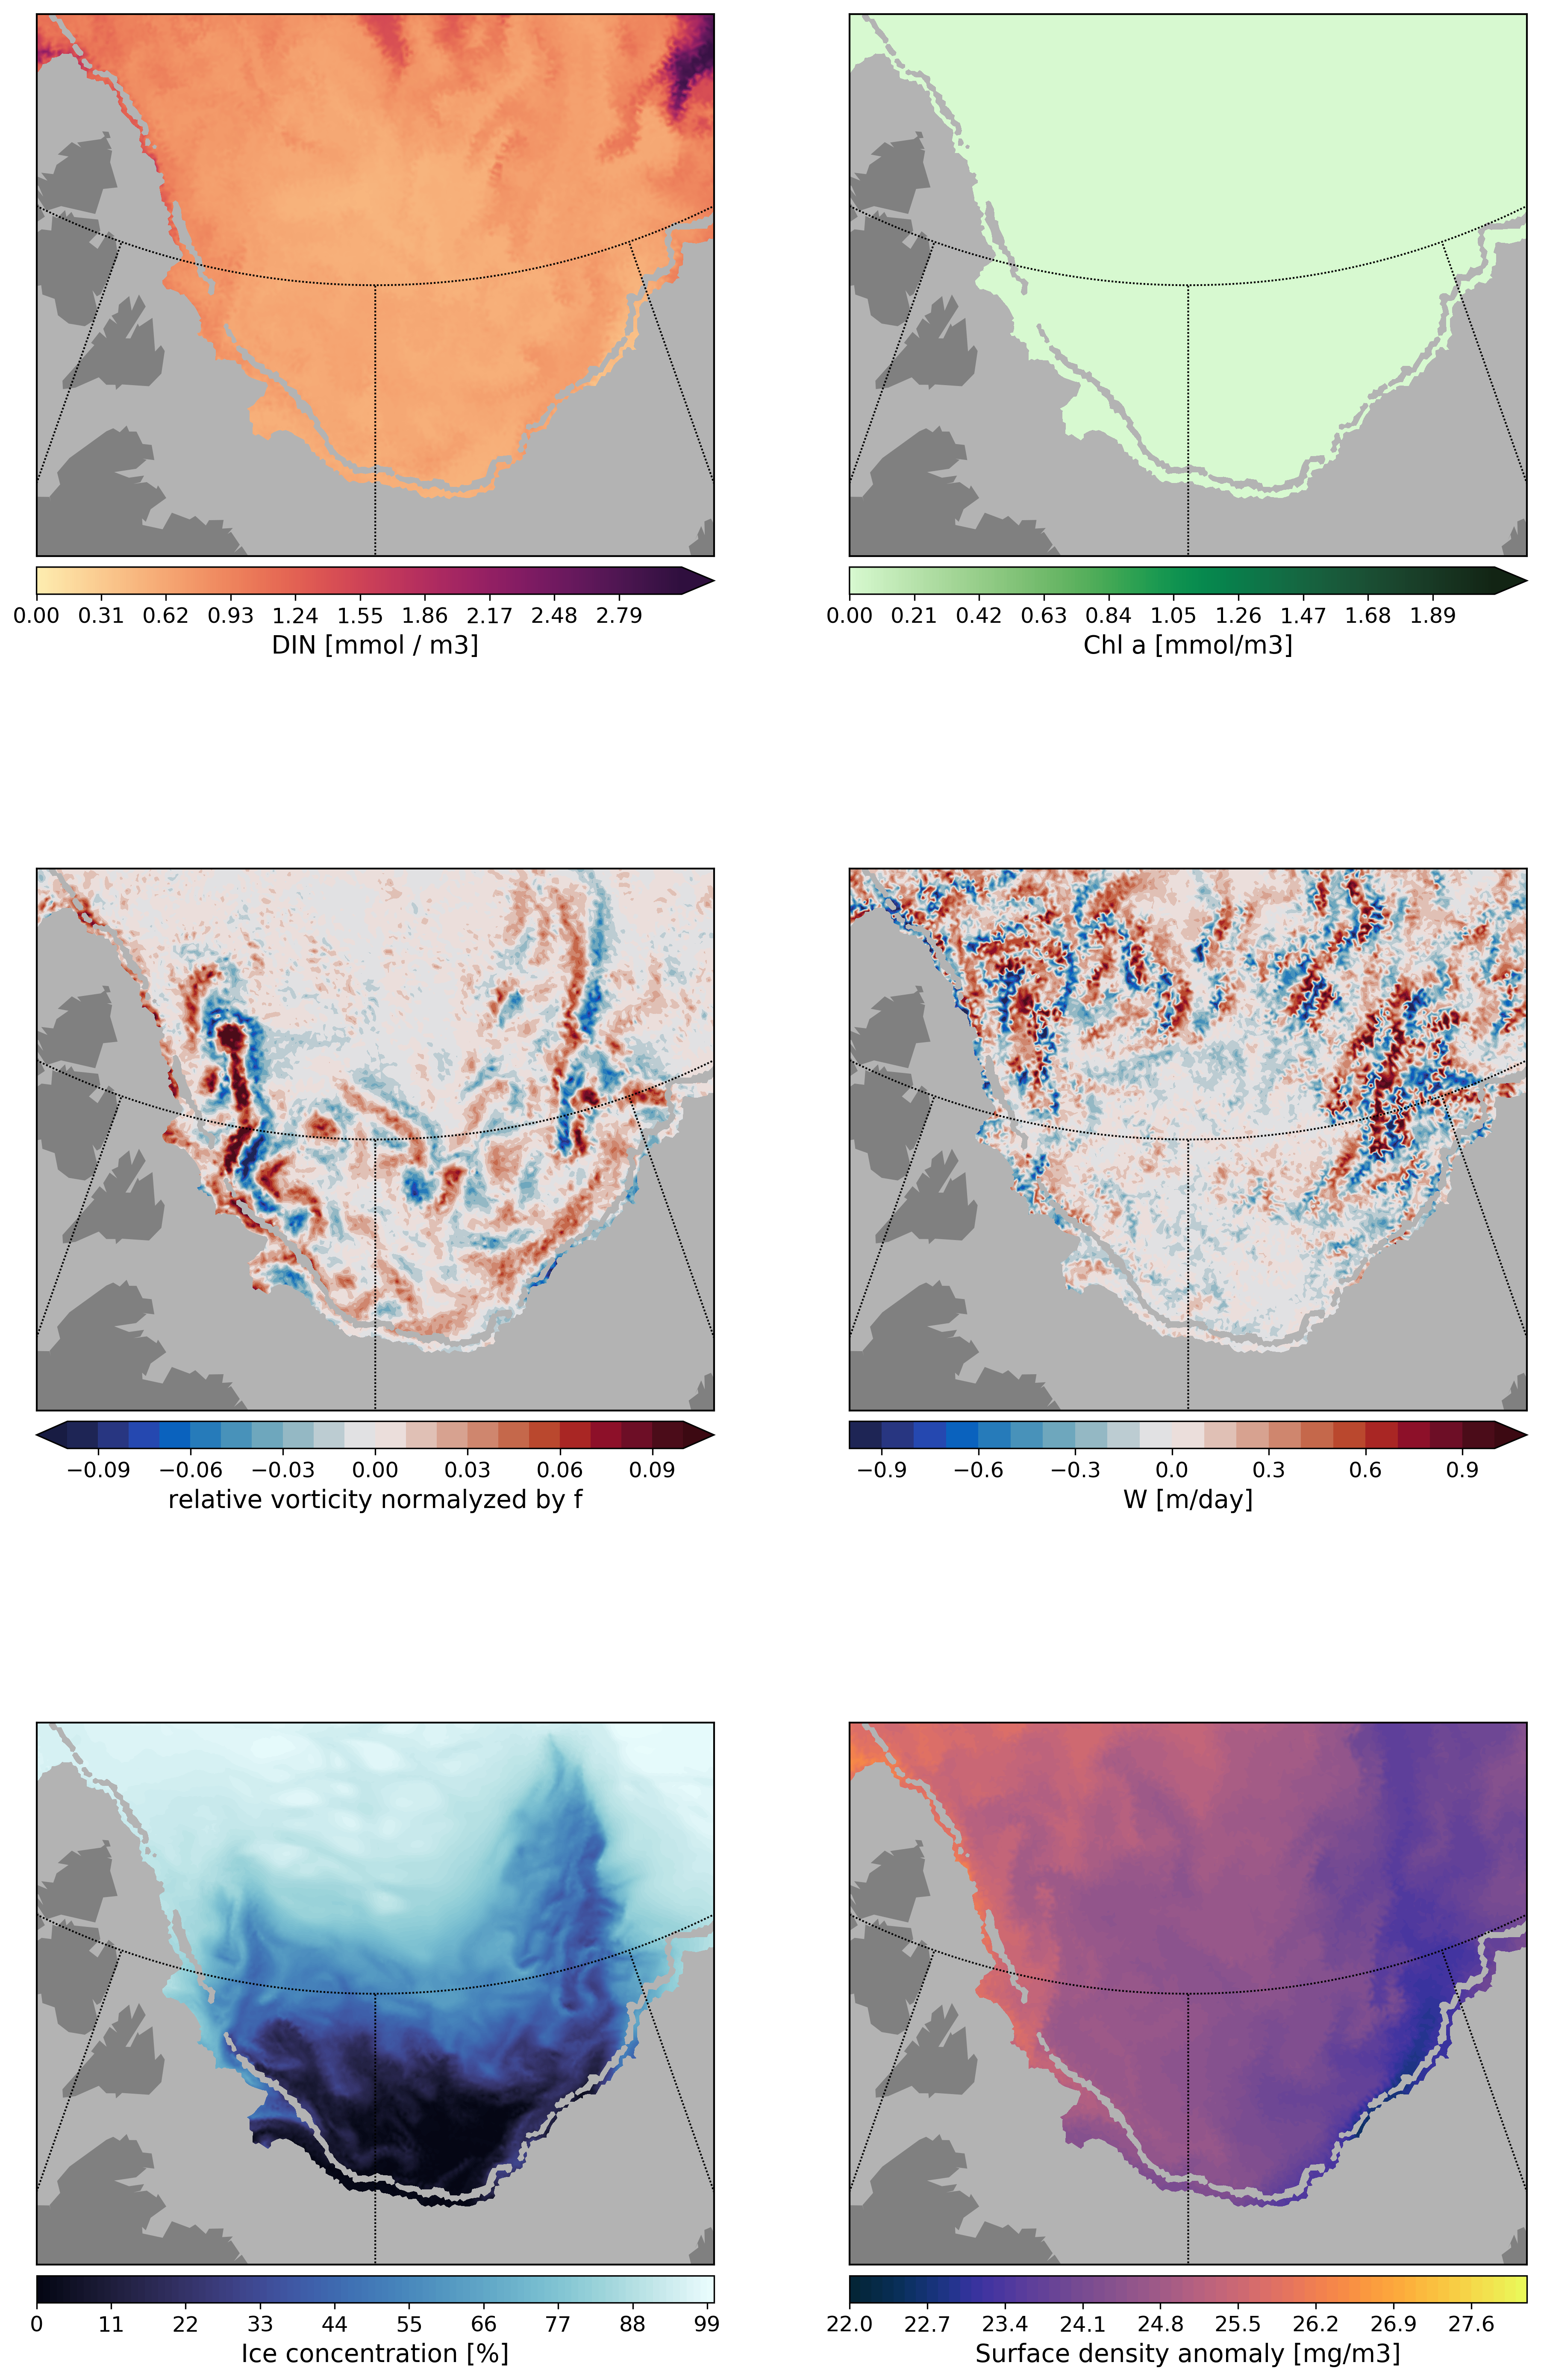 0.00 0.31 0.62 0.93 1.24 1.55 1.86 2.17 2.48 2.79
DIN [mmol / m3]
0.00 0.21 0.42 0.63 0.84 1.05 1.26 1.47 1.68 1.89
Chl a [mmol/m3]
−0.09 −0.06 −0.03 0.00 0.03 0.06 0.09
relative vorticity normalyzed by f
−0.9 −0.6 −0.3 0.0 0.3 0.6 0.9
W [m/day]
0 11 22 33 44 55 66 77 88 99
Ice concentration [%]
22.0 22.7 23.4 24.1 24.8 25.5 26.2 26.9 27.6
Surface density anomaly [mg/m3]